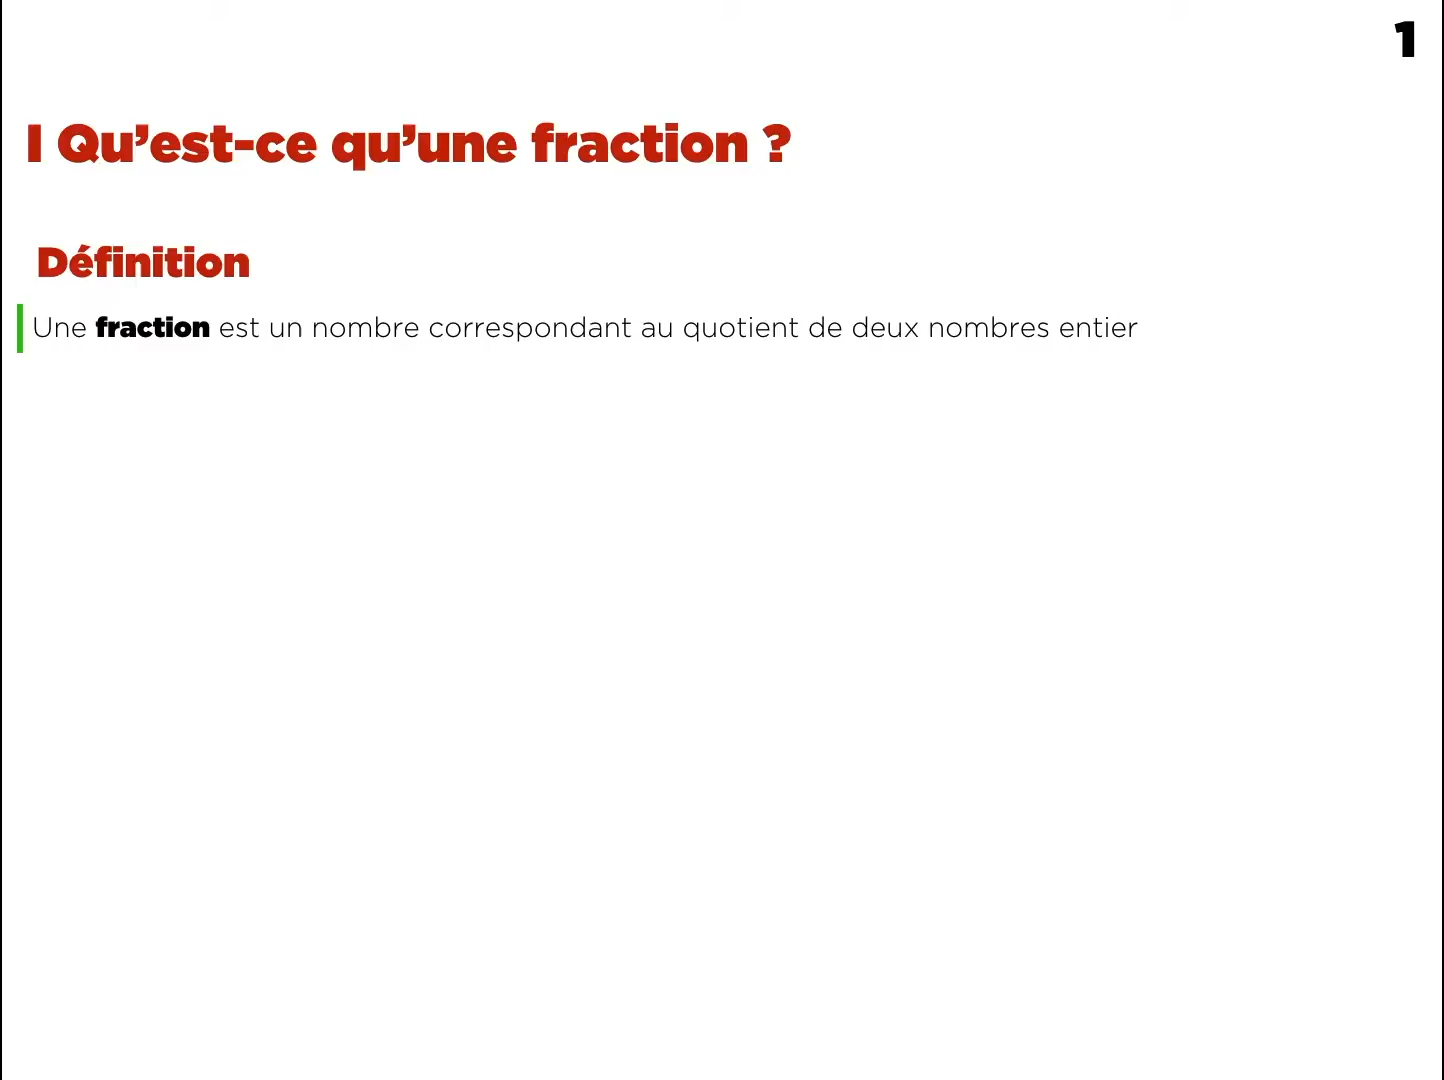 1
I Qu’est-ce qu’une fraction ?
Définition
Une fraction est un nombre correspondant au quotient de deux nombres entier